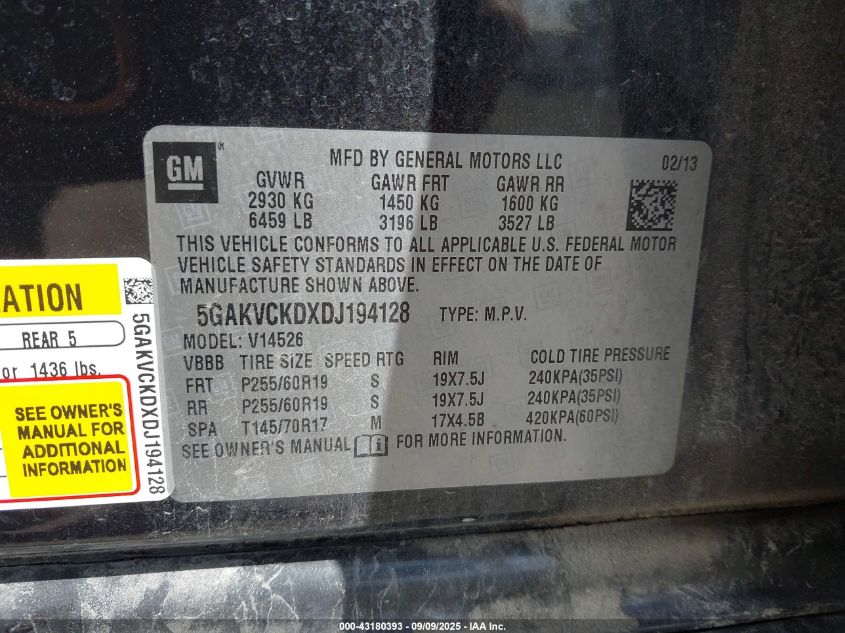 GM
®
MFD BY GENERAL MOTORS LLC
02/13
GVWR GAWR FRT GAWR RR
2930 KG 1450 KG 1600 KG
6459 LB 3196 LB 3527 LB
THIS VEHICLE CONFORMS TO ALL APPLICABLE U.S. FEDERAL MOTOR
VEHICLE SAFETY STANDARDS IN EFFECT ON THE DATE OF
MANUFACTURE SHOWN ABOVE.
5GAKVCKDXDJ194128 TYPE: M.P.V.
MODEL: V14526
VBBB TIRE SIZE SPEED RTG RIM COLD TIRE PRESSURE
FRT P255/60R19 S 19X7.5J 240KPA(35PSI)
RR P255/60R19 S 19X7.5J 240KPA(35PSI)
SPA T145/70R17 M 17X4.5B 420KPA(60PSI)
SEE OWNER'S MANUAL FOR MORE INFORMATION.
ATION
REAR 5
or 1436 lbs.
SEE OWNER'S
MANUAL FOR
ADDITIONAL
INFORMATION
5GAKVCKDXDJ194128
000-43180393 - 09/09/2025 - IAA Inc.